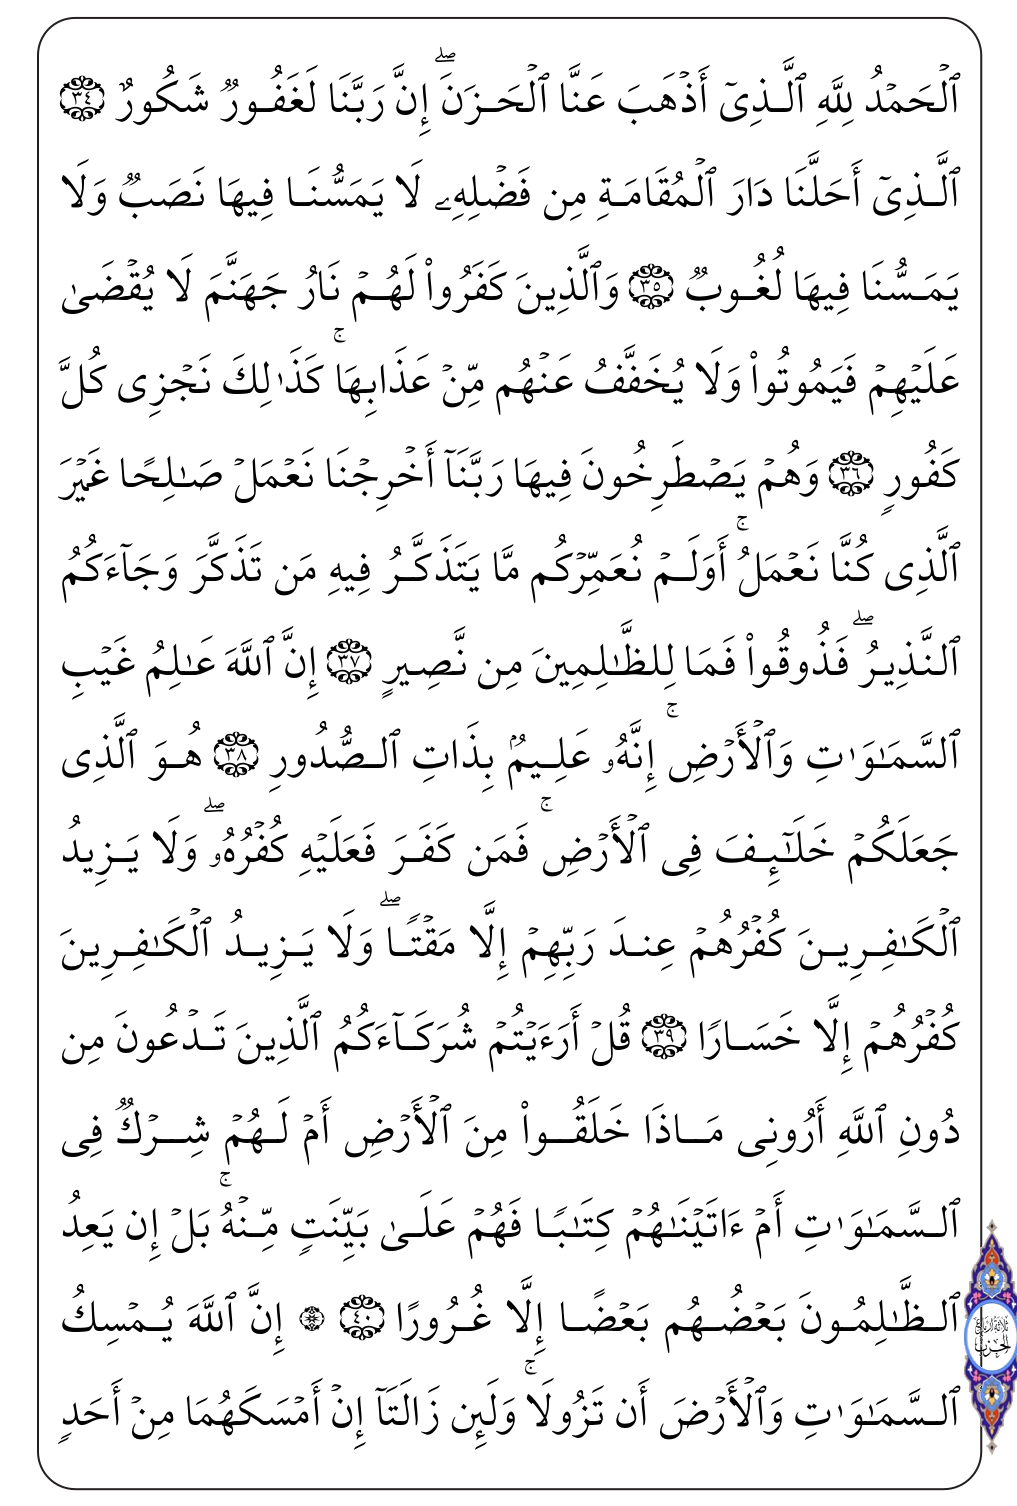 ٱلۡحَمۡدُ لِلَّهِ ٱلَّذِىٓ أَذۡهَبَ عَنَّا ٱلۡحَزَنَۖ إِنَّ رَبَّنَا لَغَفُورٌۭ شَكُورٌ ٣٤
ٱلَّذِىٓ أَحَلَّنَا دَارَ ٱلۡمُقَامَةِ مِن فَضۡلِهِۦ لَا يَمَسُّنَا فِيهَا نَصَبٌۭ وَلَا
يَمَسُّنَا فِيهَا لُغُوبٌۭ ٣٥ وَٱلَّذِينَ كَفَرُواْ لَهُمۡ نَارُ جَهَنَّمَ لَا يُقۡضَىٰ
عَلَيۡهِمۡ فَيَمُوتُواْ وَلَا يُخَفَّفُ عَنۡهُم مِّنۡ عَذَابِهَاۚ كَذَٰلِكَ نَجۡزِى كُلَّ
كَفُورٍۢ ٣٦ وَهُمۡ يَصۡطَرِخُونَ فِيهَا رَبَّنَآ أَخۡرِجۡنَا نَعۡمَلۡ صَـٰلِحًا غَيۡرَ
ٱلَّذِى كُنَّا نَعۡمَلُۚ أَوَلَمۡ نُعَمِّرۡكُم مَّا يَتَذَكَّرُ فِيهِ مَن تَذَكَّرَ وَجَآءَكُمُ
ٱلنَّذِيرُۖ فَذُوقُواْ فَمَا لِلظَّـٰلِمِينَ مِن نَّصِيرٍ ٣٧ إِنَّ ٱللَّهَ عَـٰلِمُ غَيۡبِ
ٱلسَّمَـٰوَٰتِ وَٱلۡأَرۡضِۚ إِنَّهُۥ عَلِيمُۢ بِذَاتِ ٱلصُّدُورِ ٣٨ هُوَ ٱلَّذِى
جَعَلَكُمۡ خَلَـٰٓئِفَ فِى ٱلۡأَرۡضِۚ فَمَن كَفَرَ فَعَلَيۡهِ كُفۡرُهُۥۖ وَلَا يَزِيدُ
ٱلۡكَـٰفِرِينَ كُفۡرُهُمۡ عِندَ رَبِّهِمۡ إِلَّا مَقۡتًۭاۖ وَلَا يَزِيدُ ٱلۡكَـٰفِرِينَ
كُفۡرُهُمۡ إِلَّا خَسَارًۭا ٣٩ قُلۡ أَرَءَيۡتُمۡ شُرَكَآءَكُمُ ٱلَّذِينَ تَدۡعُونَ مِن
دُونِ ٱللَّهِ أَرُونِى مَاذَا خَلَقُواْ مِنَ ٱلۡأَرۡضِ أَمۡ لَهُمۡ شِرۡكٌۭ فِى
ٱلسَّمَـٰوَٰتِ أَمۡ ءَاتَيۡنَـٰهُمۡ كِتَـٰبًۭا فَهُمۡ عَلَىٰ بَيِّنَتٍۢ مِّنۡهُۚ بَلۡ إِن يَعِدُ
ٱلظَّـٰلِمُونَ بَعۡضُهُم بَعۡضًا إِلَّا غُرُورًا ٤٠ ۞ إِنَّ ٱللَّهَ يُمۡسِكُ
ٱلسَّمَـٰوَٰتِ وَٱلۡأَرۡضَ أَن تَزُولَاۚ وَلَئِن زَالَتَآ إِنۡ أَمۡسَكَهُمَا مِنۡ أَحَدٍۢ
ثلاثة أرباع
الحزب